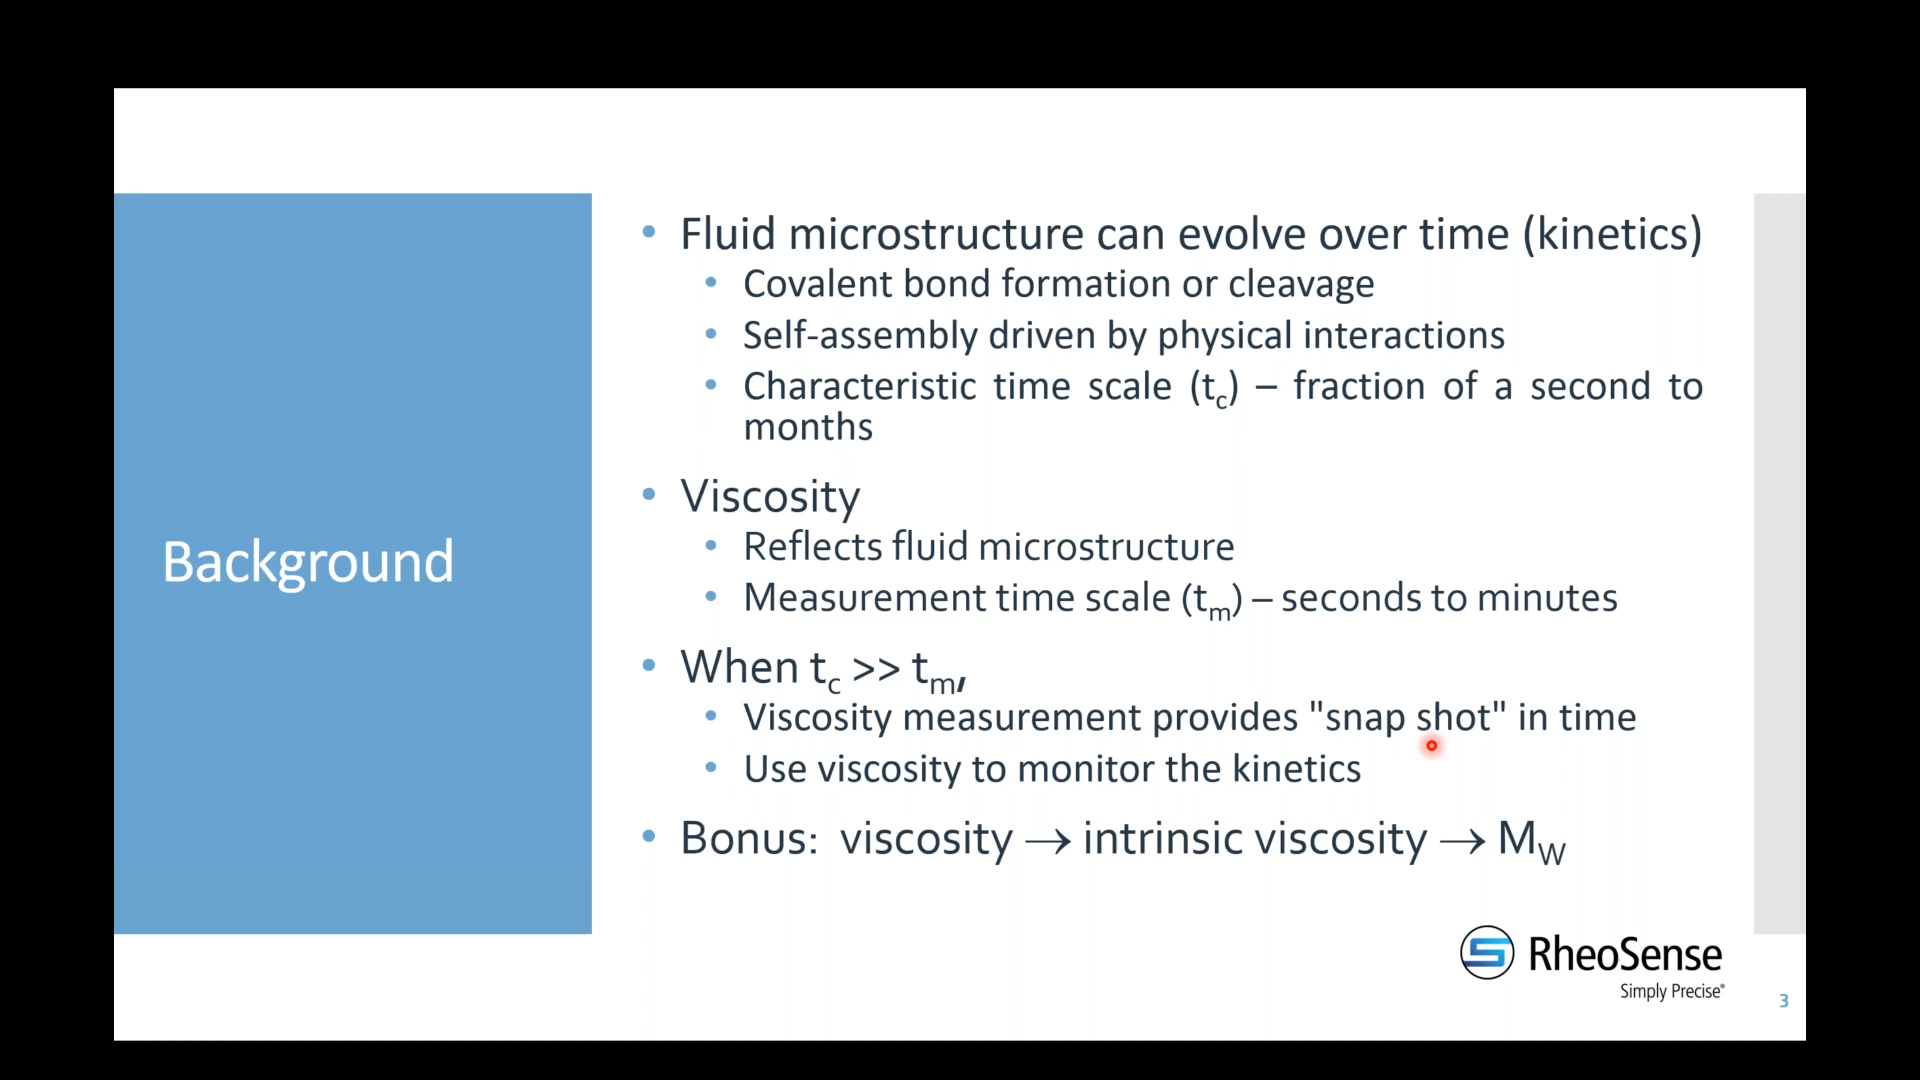 Background
• Fluid microstructure can evolve over time (kinetics)
• Covalent bond formation or cleavage
• Self-assembly driven by physical interactions
• Characteristic time scale (tc) – fraction of a second to
months
• Viscosity
• Reflects fluid microstructure
• Measurement time scale (tm) – seconds to minutes
• When tc >> tm,
• Viscosity measurement provides "snap shot" in time
• Use viscosity to monitor the kinetics
• Bonus: viscosity → intrinsic viscosity → MW
RheoSense
Simply Precise®
3